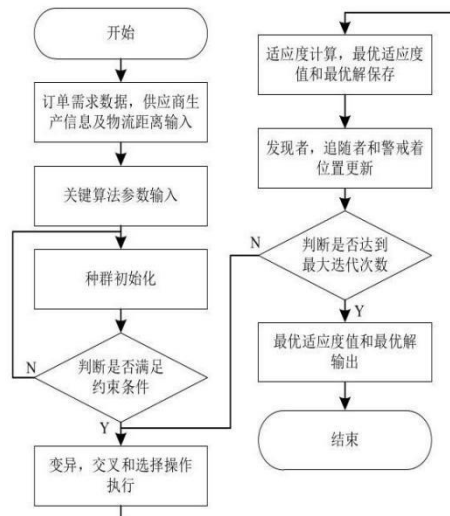 开始
订单需求数据，供应商生
产信息及物流距离输入
关键算法参数输入
种群初始化
N
判断是否满足
约束条件
Y
变异，交叉和选择操作
执行
适应度计算，最优适应度
值和最优解保存
发现者，追随者和警戒着
位置更新
N
判断是否达到
最大迭代次数
Y
最优适应度值和最优解
输出
结束